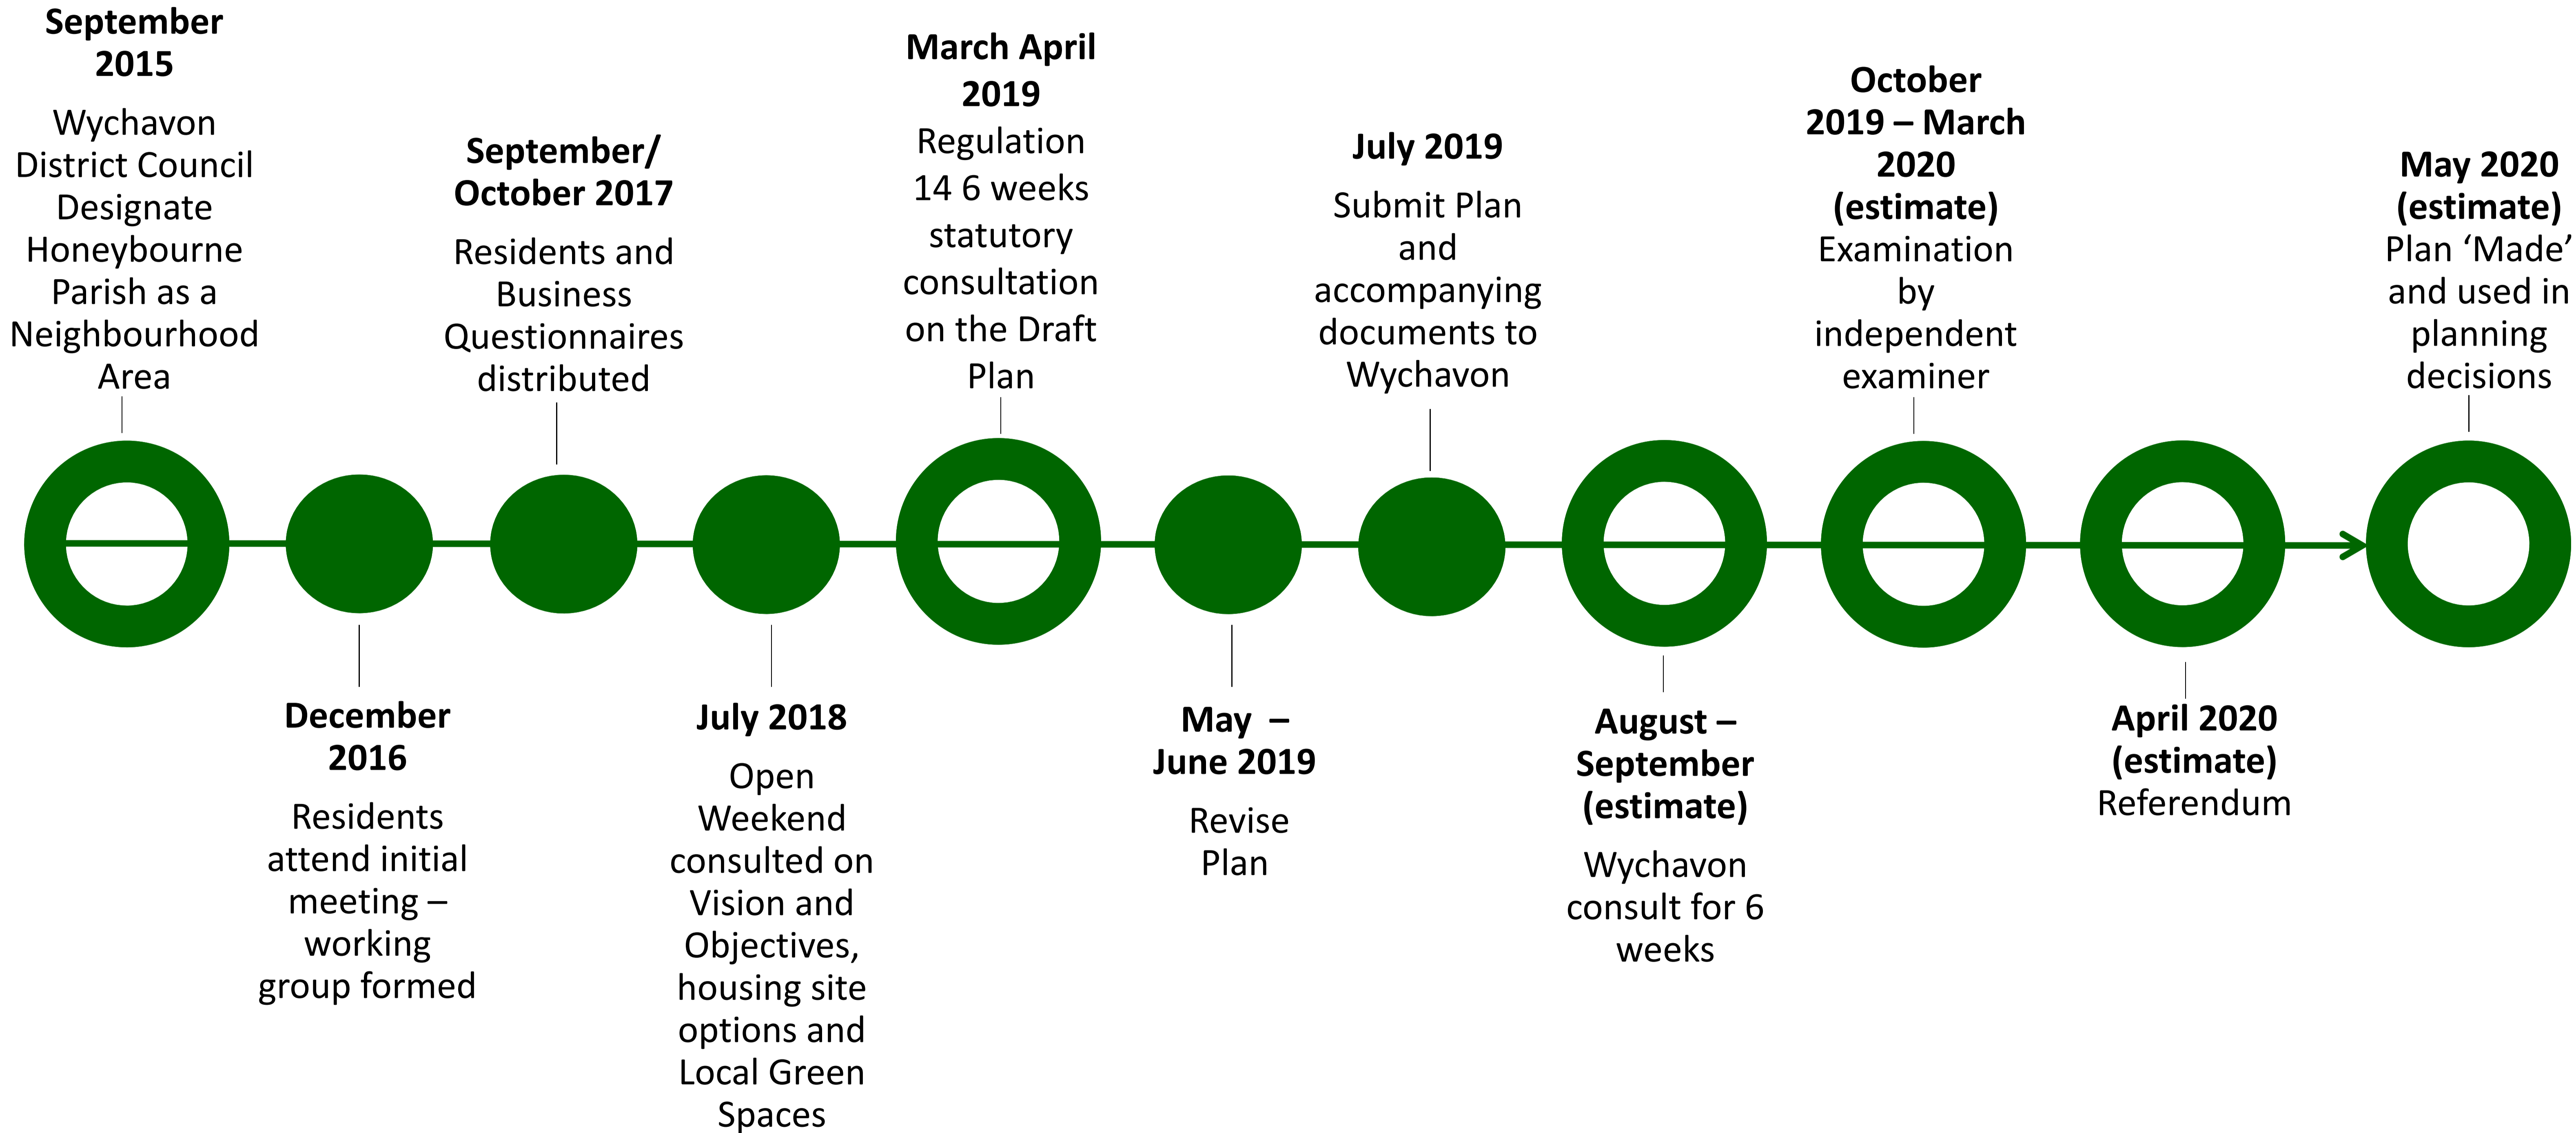 September
2015
Wychavon
District Council
Designate
Honeybourne
Parish as a
Neighbourhood
Area
December
2016
Residents
attend initial
meeting –
working
group formed
September/
October 2017
Residents and
Business
Questionnaires
distributed
July 2018
Open
Weekend
consulted on
Vision and
Objectives,
housing site
options and
Local Green
Spaces
March April
2019
Regulation
14 6 weeks
statutory
consultation
on the Draft
Plan
May –
June 2019
Revise
Plan
July 2019
Submit Plan
and
accompanying
documents to
Wychavon
August –
September
(estimate)
Wychavon
consult for 6
weeks
October
2019 – March
2020
(estimate)
Examination
by
independent
examiner
April 2020
(estimate)
Referendum
May 2020
(estimate)
Plan ‘Made’
and used in
planning
decisions